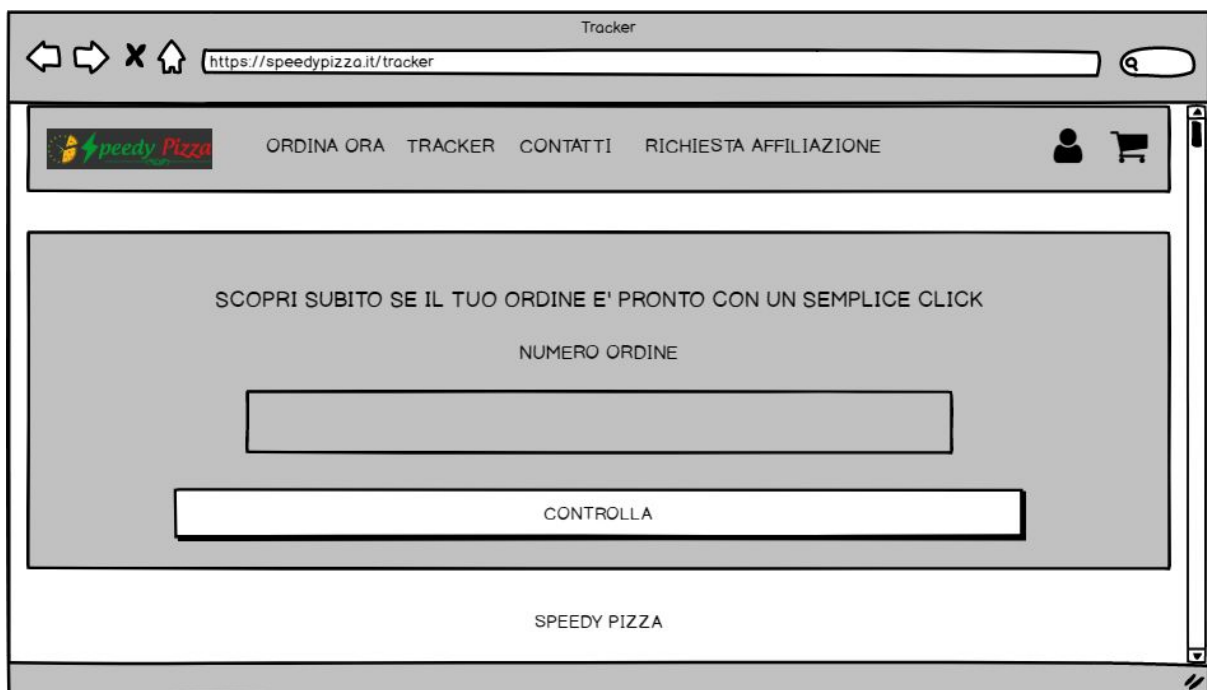 Tracker
https://speedypizza.it/tracker
Speedy Pizza
ORDINA ORA TRACKER CONTATTI RICHIESTA AFFILIAZIONE
SCOPRI SUBITO SE IL TUO ORDINE E' PRONTO CON UN SEMPLICE CLICK
NUMERO ORDINE
CONTROLLA
SPEEDY PIZZA